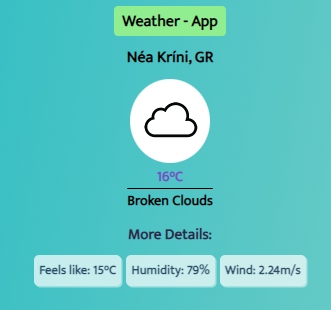 Weather - App
Néa Kríni, GR
16°C
Broken Clouds
More Details:
Feels like: 15°C
Humidity: 79%
Wind: 2.24m/s